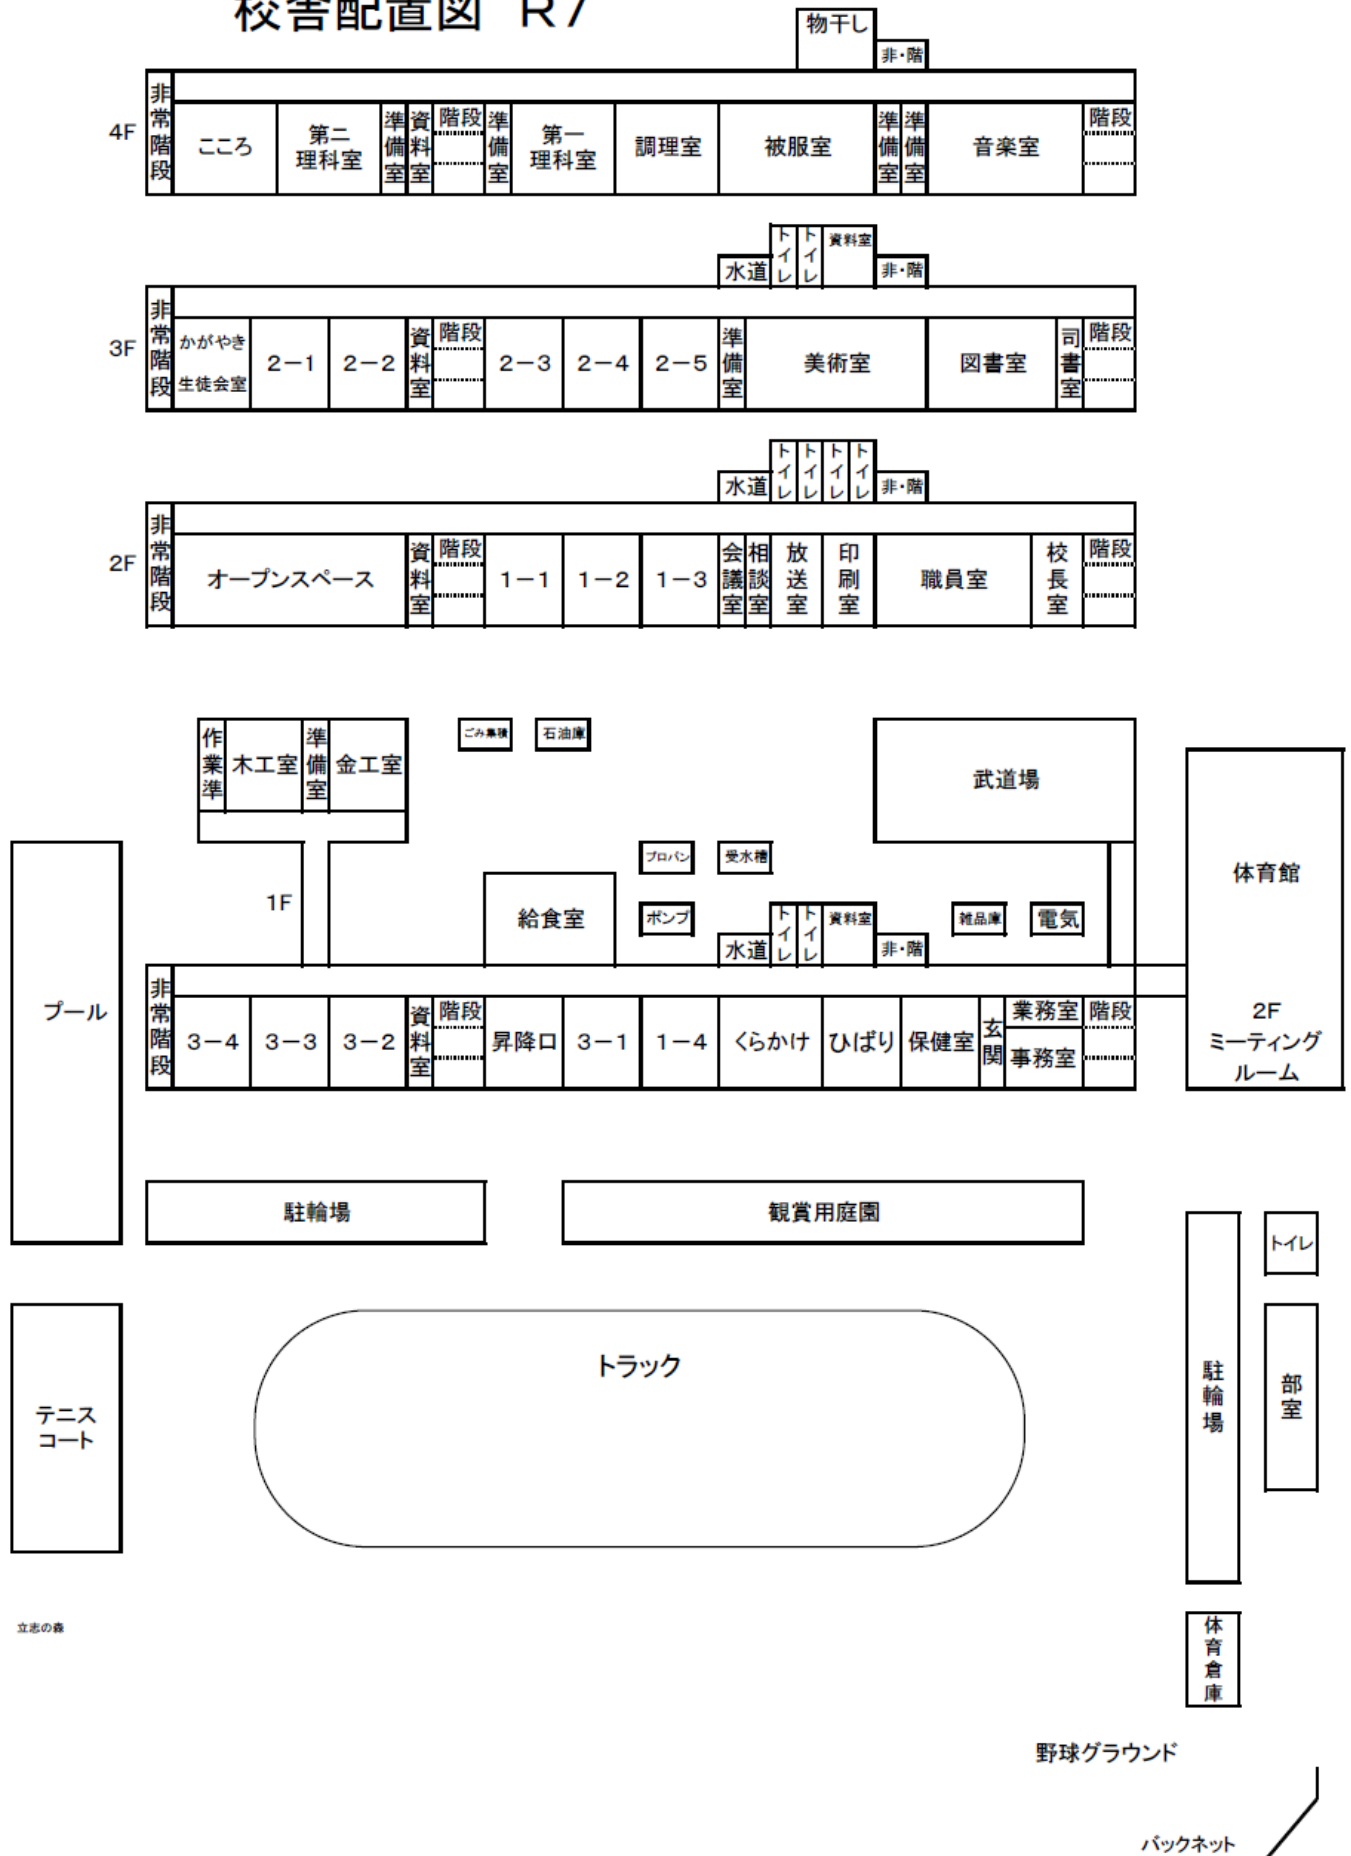 校舎配置図 R7
物干し
非・階
4F
非常階段
こころ
第二
理科室
準備室
資料室
階段
準備室
第一
理科室
調理室
被服室
準備室
準備室
音楽室
階段
水道
トイレ
トイレ
資料室
非・階
3F
非常階段
かがやき
生徒会室
2－1
2－2
資料室
階段
2－3
2－4
2－5
準備室
美術室
図書室
司書室
階段
水道
トイレ
トイレ
トイレ
トイレ
非・階
2F
非常階段
オープンスペース
資料室
階段
1－1
1－2
1－3
会議室
相談室
放送室
印刷室
職員室
校長室
階段
作業準
木工室
準備室
金工室
ごみ集積
石油庫
武道場
体育館
2F
ミーティング
ルーム
プール
1F
給食室
プロパン
受水槽
ポンプ
水道
トイレ
トイレ
資料室
非・階
雑品庫
電気
非常階段
3－4
3－3
3－2
資料室
階段
昇降口
3－1
1－4
くらかけ
ひばり
保健室
玄関
業務室
事務室
階段
駐輪場
観賞用庭園
トイレ
駐輪場
部室
テニス
コート
トラック
立志の森
体育倉庫
野球グラウンド
バックネット